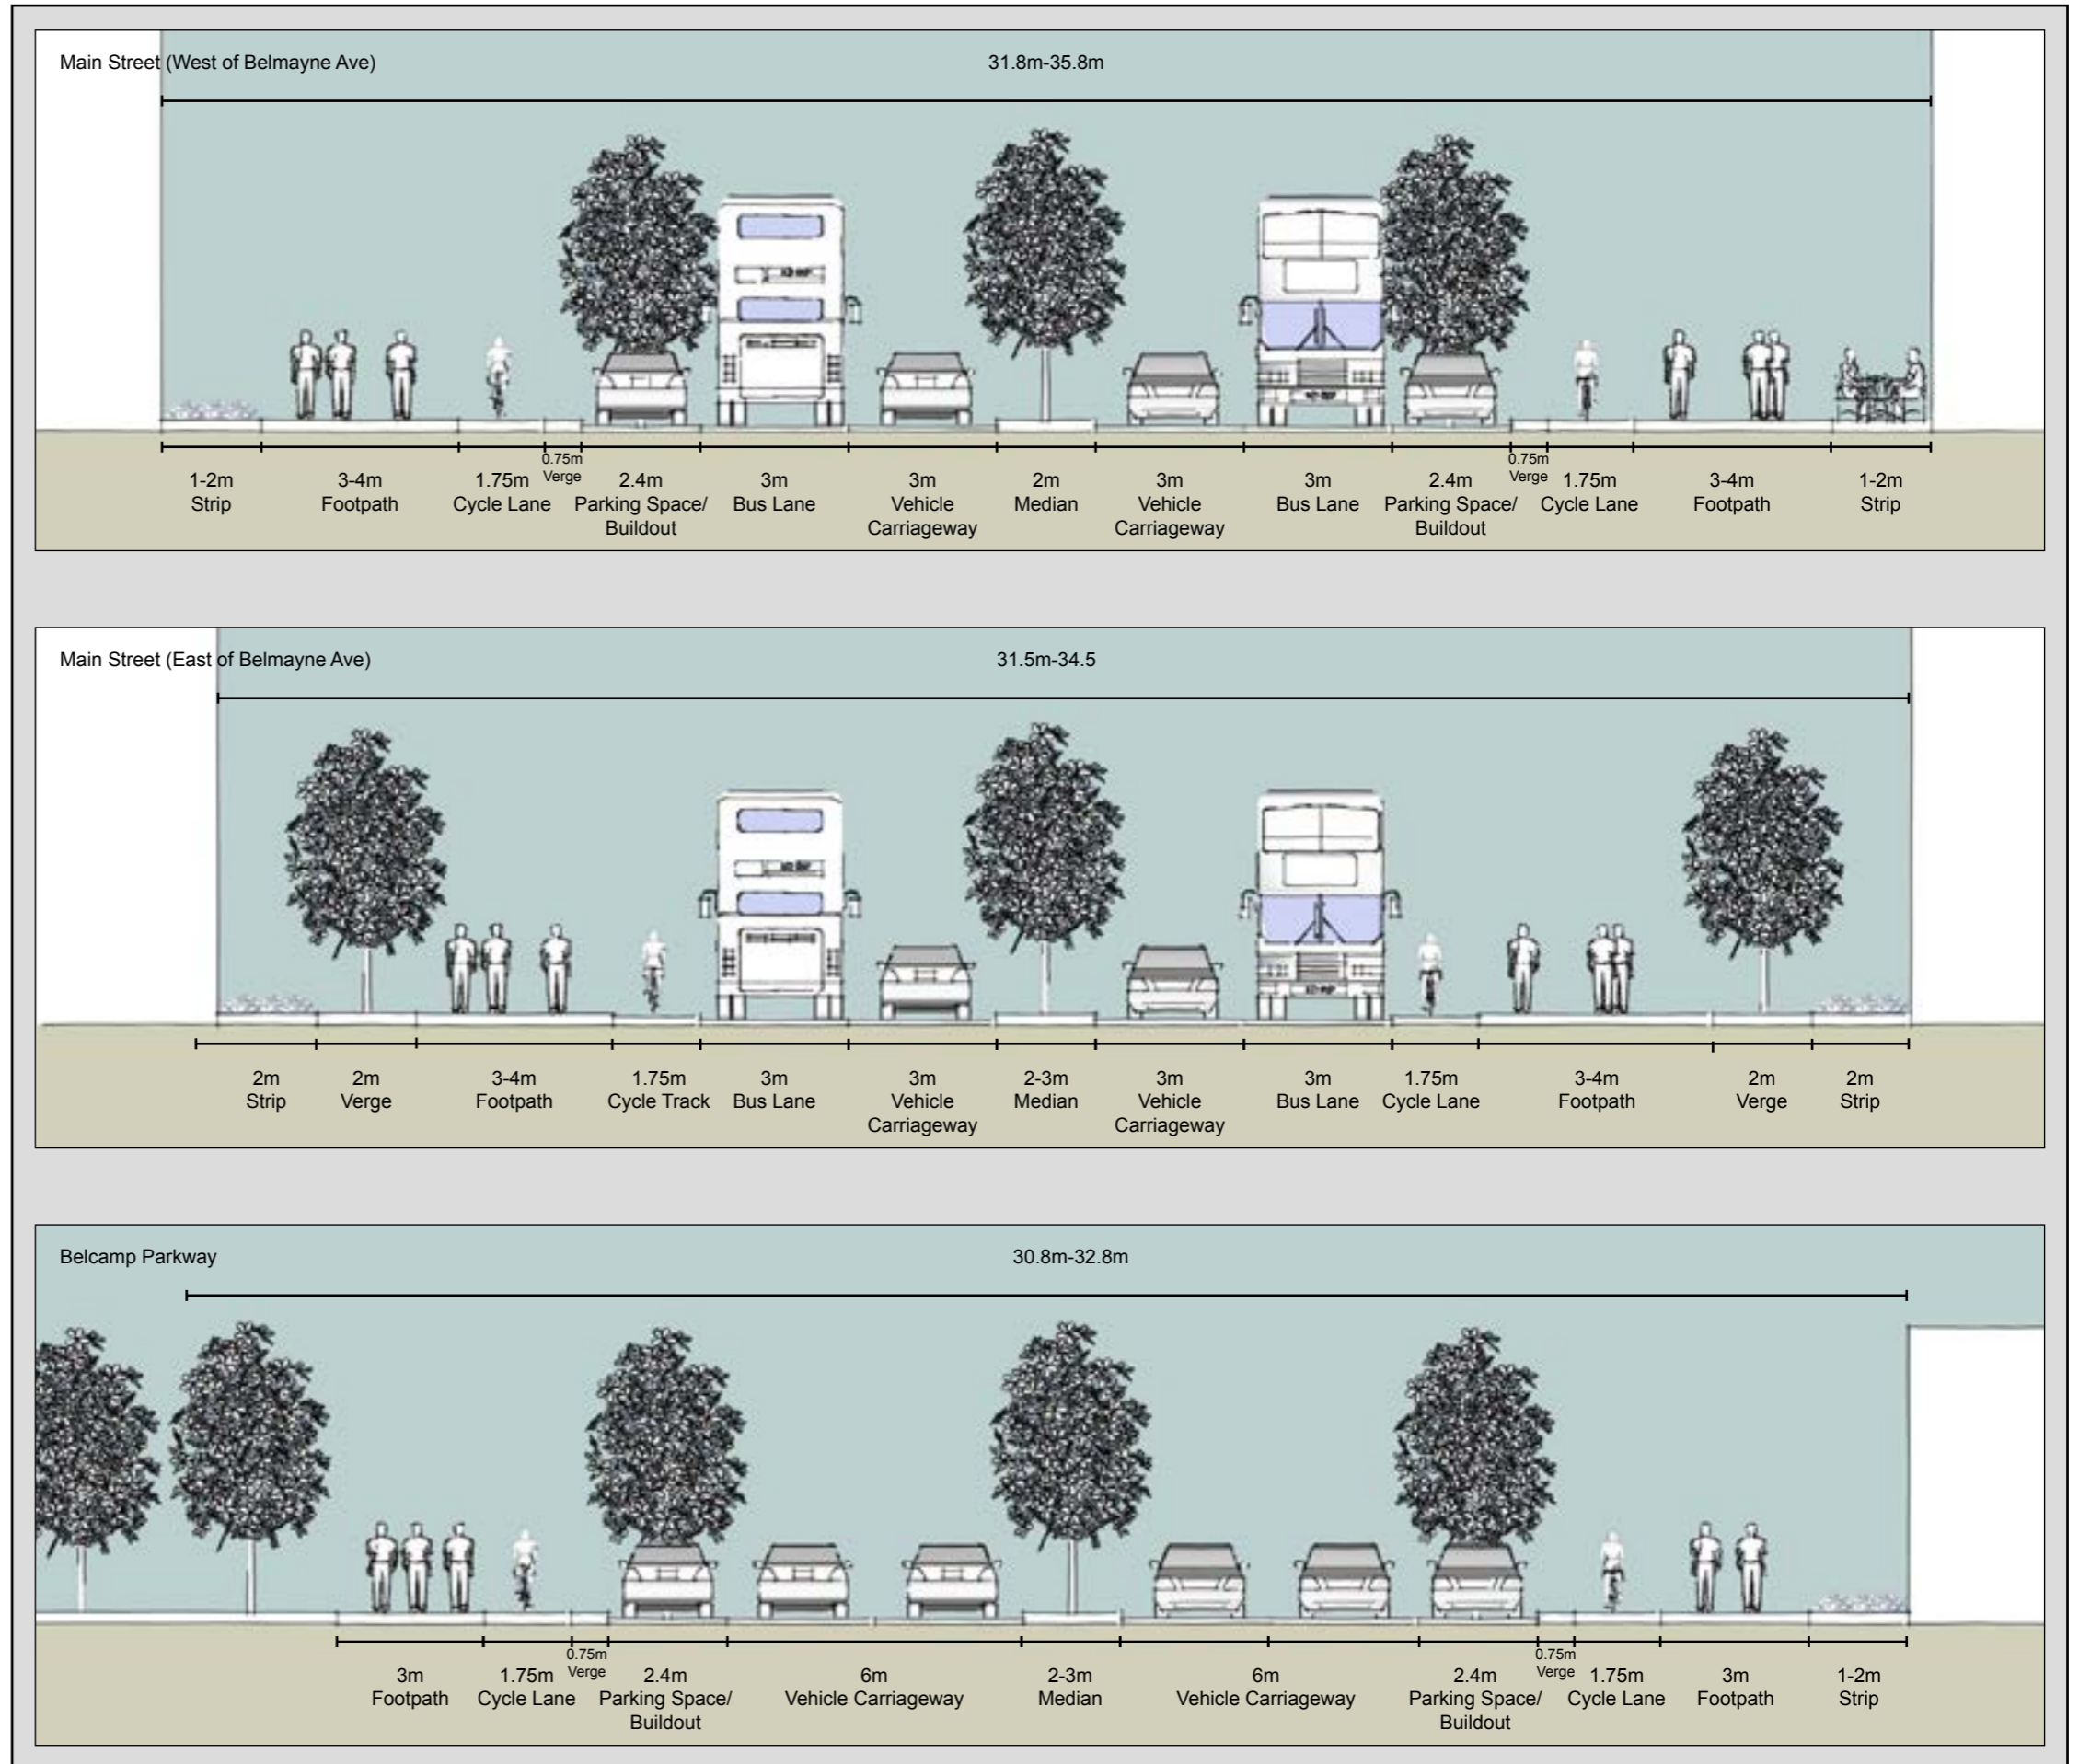 Main Street (West of Belmayne Ave)
31.8m-35.8m
1-2m
Strip
3-4m
Footpath
1.75m
Cycle Lane
0.75m
Verge
2.4m
Parking Space/
Buildout
3m
Bus Lane
3m
Vehicle
Carriageway
2m
Median
3m
Vehicle
Carriageway
3m
Bus Lane
2.4m
Parking Space/
Buildout
0.75m
Verge
1.75m
Cycle Lane
3-4m
Footpath
1-2m
Strip
Main Street (East of Belmayne Ave)
31.5m-34.5
2m
Strip
2m
Verge
3-4m
Footpath
1.75m
Cycle Track
3m
Bus Lane
3m
Vehicle
Carriageway
2-3m
Median
3m
Vehicle
Carriageway
3m
Bus Lane
1.75m
Cycle Lane
3-4m
Footpath
2m
Verge
2m
Strip
Belcamp Parkway
30.8m-32.8m
3m
Footpath
1.75m
Cycle Lane
0.75m
Verge
2.4m
Parking Space/
Buildout
6m
Vehicle Carriageway
2-3m
Median
6m
Vehicle Carriageway
2.4m
Parking Space/
Buildout
0.75m
Verge
1.75m
Cycle Lane
3m
Footpath
1-2m
Strip